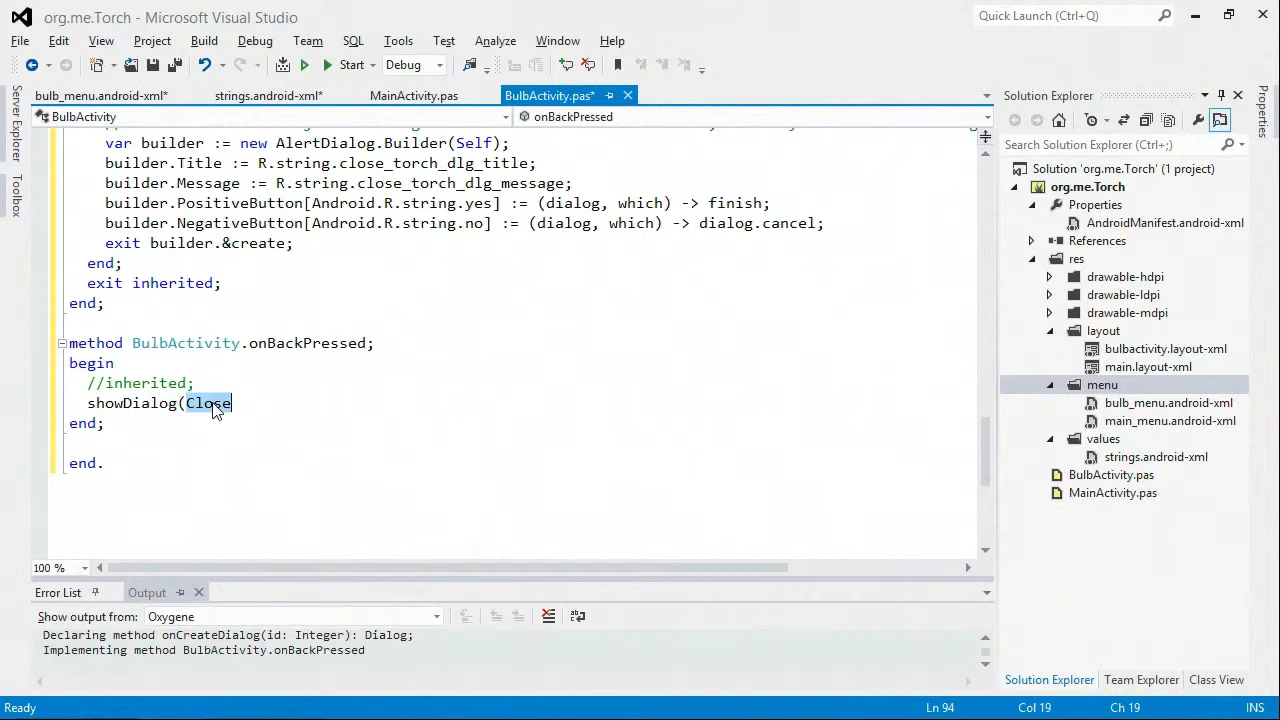 org.me.Torch - Microsoft Visual Studio
Quick Launch (Ctrl+Q)
File Edit View Project Build Debug Team SQL Tools Test Analyze Window Help
Start Debug
bulb_menu.android-xml* strings.android-xml* MainActivity.pas BulbActivity.pas*
BulbActivity onBackPressed
var builder := new AlertDialog.Builder(Self);
builder.Title := R.string.close_torch_dlg_title;
builder.Message := R.string.close_torch_dlg_message;
builder.PositiveButton[Android.R.string.yes] := (dialog, which) -> finish;
builder.NegativeButton[Android.R.string.no] := (dialog, which) -> dialog.cancel;
exit builder.&create;
end;
exit inherited;
end;
method BulbActivity.onBackPressed;
begin
//inherited;
showDialog(Close
end;
end.
100 %
Error List Output
Show output from: Oxygene
Declaring method onCreateDialog(id: Integer): Dialog;
Implementing method BulbActivity.onBackPressed
Server Explorer
Toolbox
Solution Explorer
Search Solution Explorer (Ctrl+;)
Solution 'org.me.Torch' (1 project)
org.me.Torch
Properties
AndroidManifest.android-xml
References
res
drawable-hdpi
drawable-ldpi
drawable-mdpi
layout
bulbactivity.layout-xml
main.layout-xml
menu
bulb_menu.android-xml
main_menu.android-xml
values
strings.android-xml
BulbActivity.pas
MainActivity.pas
Solution Explorer Team Explorer Class View
Properties
Ready Ln 94 Col 19 Ch 19 INS